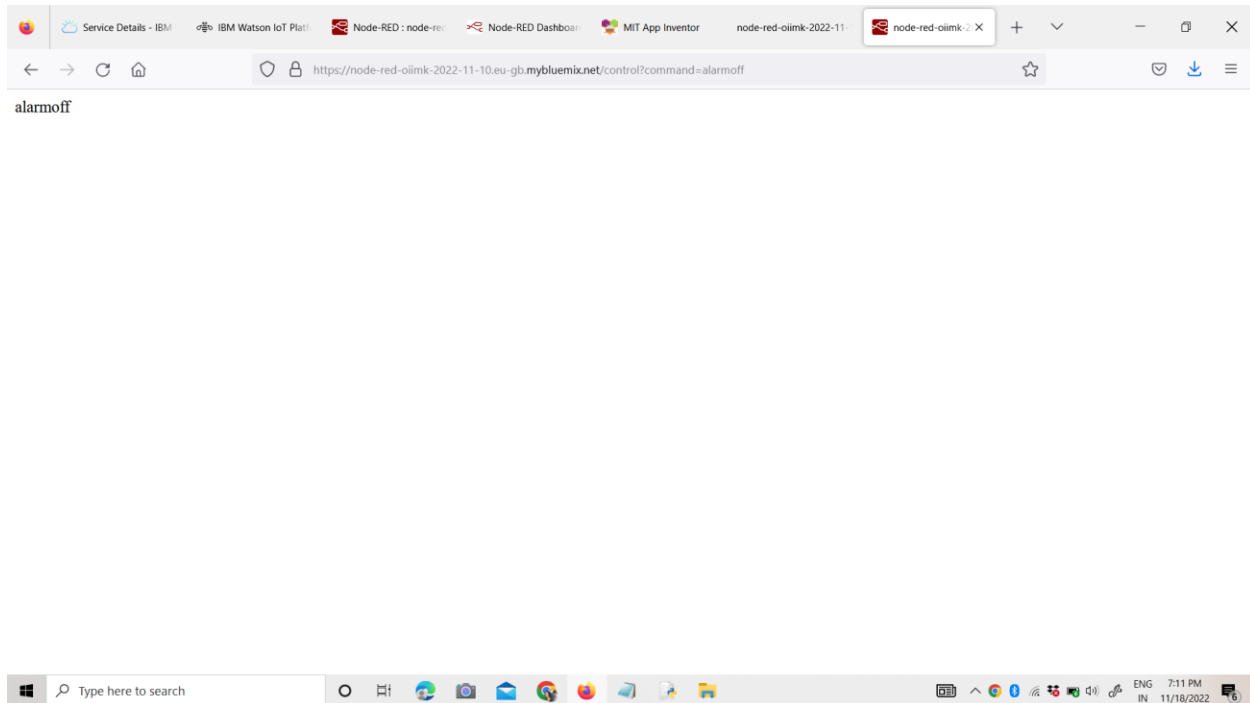 Service Details - IBM
IBM Watson IoT Platf
Node-RED : node-red
Node-RED Dashboar
MIT App Inventor
node-red-oiimk-2022-11-
node-red-oiimk-2
https://node-red-oiimk-2022-11-10.eu-gb.mybluemix.net/control?command=alarmoff
alarmoff
Type here to search
ENG
IN
7:11 PM
11/18/2022
6